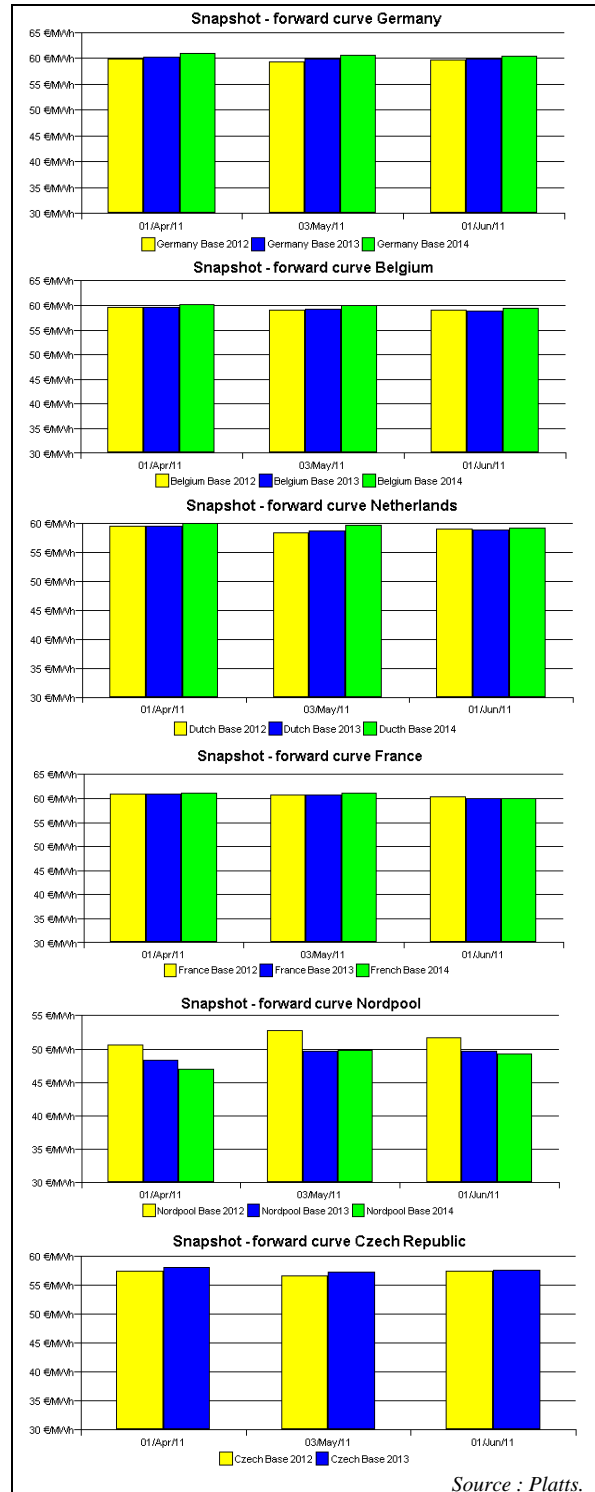 Snapshot - forward curve Germany
65 €/MWh
60 €/MWh
55 €/MWh
50 €/MWh
45 €/MWh
40 €/MWh
35 €/MWh
30 €/MWh
01/Apr/11 03/May/11 01/Jun/11
Germany Base 2012 Germany Base 2013 Germany Base 2014
Snapshot - forward curve Belgium
65 €/MWh
60 €/MWh
55 €/MWh
50 €/MWh
45 €/MWh
40 €/MWh
35 €/MWh
30 €/MWh
01/Apr/11 03/May/11 01/Jun/11
Belgium Base 2012 Belgium Base 2013 Belgium Base 2014
Snapshot - forward curve Netherlands
60 €/MWh
55 €/MWh
50 €/MWh
45 €/MWh
40 €/MWh
35 €/MWh
30 €/MWh
01/Apr/11 03/May/11 01/Jun/11
Dutch Base 2012 Dutch Base 2013 Ducth Base 2014
Snapshot - forward curve France
65 €/MWh
60 €/MWh
55 €/MWh
50 €/MWh
45 €/MWh
40 €/MWh
35 €/MWh
30 €/MWh
01/Apr/11 03/May/11 01/Jun/11
France Base 2012 France Base 2013 French Base 2014
Snapshot - forward curve Nordpool
55 €/MWh
50 €/MWh
45 €/MWh
40 €/MWh
35 €/MWh
30 €/MWh
01/Apr/11 03/May/11 01/Jun/11
Nordpool Base 2012 Nordpool Base 2013 Nordpool Base 2014
Snapshot - forward curve Czech Republic
60 €/MWh
55 €/MWh
50 €/MWh
45 €/MWh
40 €/MWh
35 €/MWh
30 €/MWh
01/Apr/11 03/May/11 01/Jun/11
Czech Base 2012 Czech Base 2013
Source : Platts.